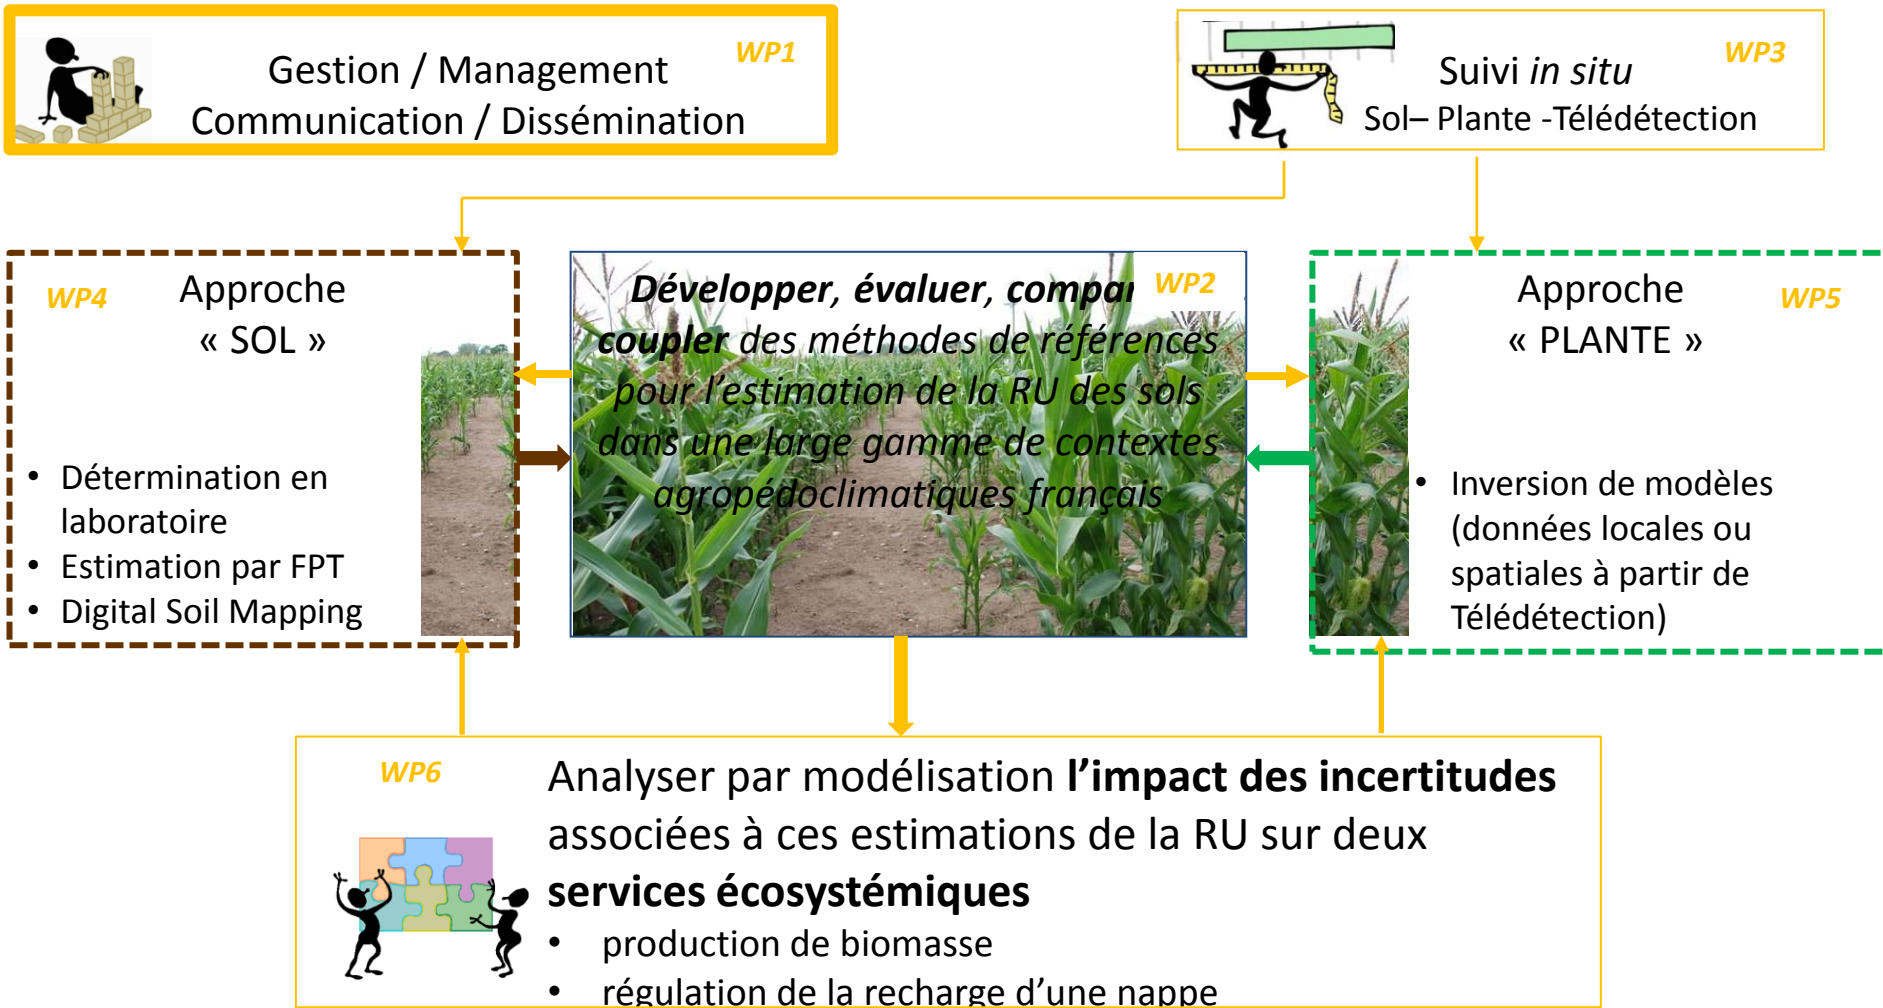 Gestion / Management
Communication / Dissémination
WP1
Suivi in situ
Sol– Plante -Télédétection
WP3
WP4
Approche
« SOL »
• Détermination en
laboratoire
• Estimation par FPT
• Digital Soil Mapping
Développer, évaluer, compar
WP2
coupler des méthodes de références
pour l’estimation de la RU des sols
dans une large gamme de contextes
agropédoclimatiques français
Approche
« PLANTE »
WP5
• Inversion de modèles
(données locales ou
spatiales à partir de
Télédétection)
WP6
Analyser par modélisation l’impact des incertitudes
associées à ces estimations de la RU sur deux
services écosystémiques
• production de biomasse
• régulation de la recharge d’une nappe